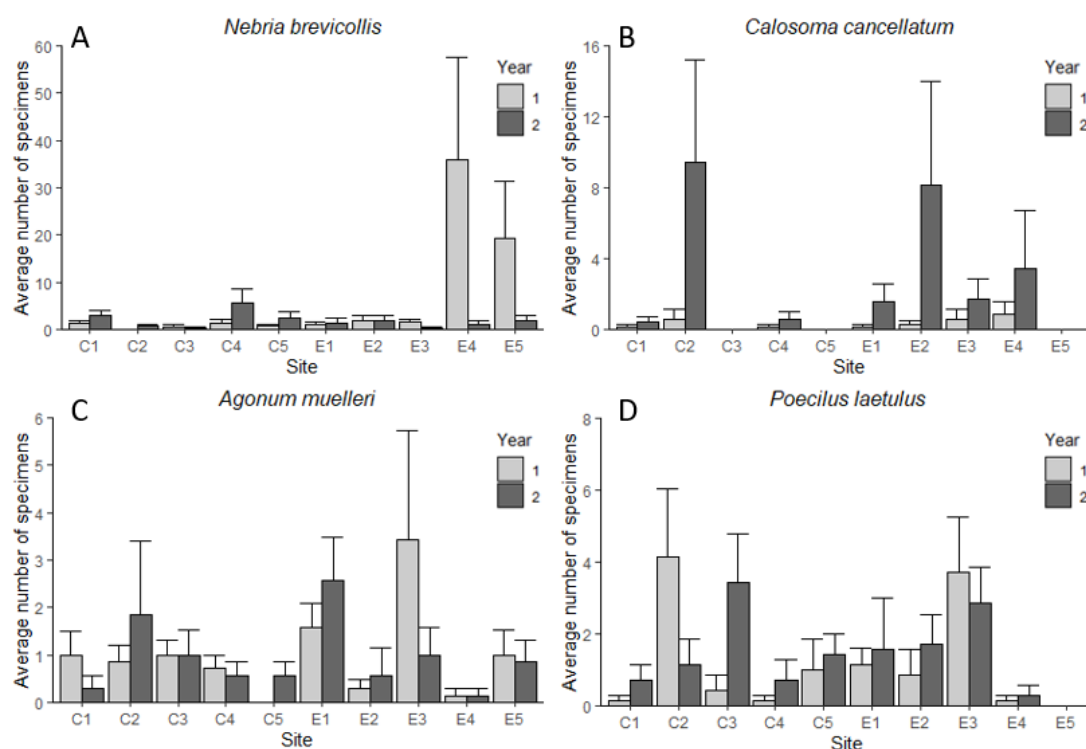 A
Nebria brevicollis
Average number of specimens
60
50
40
30
20
10
0
Year
1
2
C1 C2 C3 C4 C5 E1 E2 E3 E4 E5
Site
B
Calosoma cancellatum
Average number of specimens
16
12
8
4
0
Year
1
2
C1 C2 C3 C4 C5 E1 E2 E3 E4 E5
Site
C
Agonum muelleri
Average number of specimens
6
5
4
3
2
1
0
Year
1
2
C1 C2 C3 C4 C5 E1 E2 E3 E4 E5
Site
D
Poecilus laetulus
Average number of specimens
8
6
4
2
0
Year
1
2
C1 C2 C3 C4 C5 E1 E2 E3 E4 E5
Site